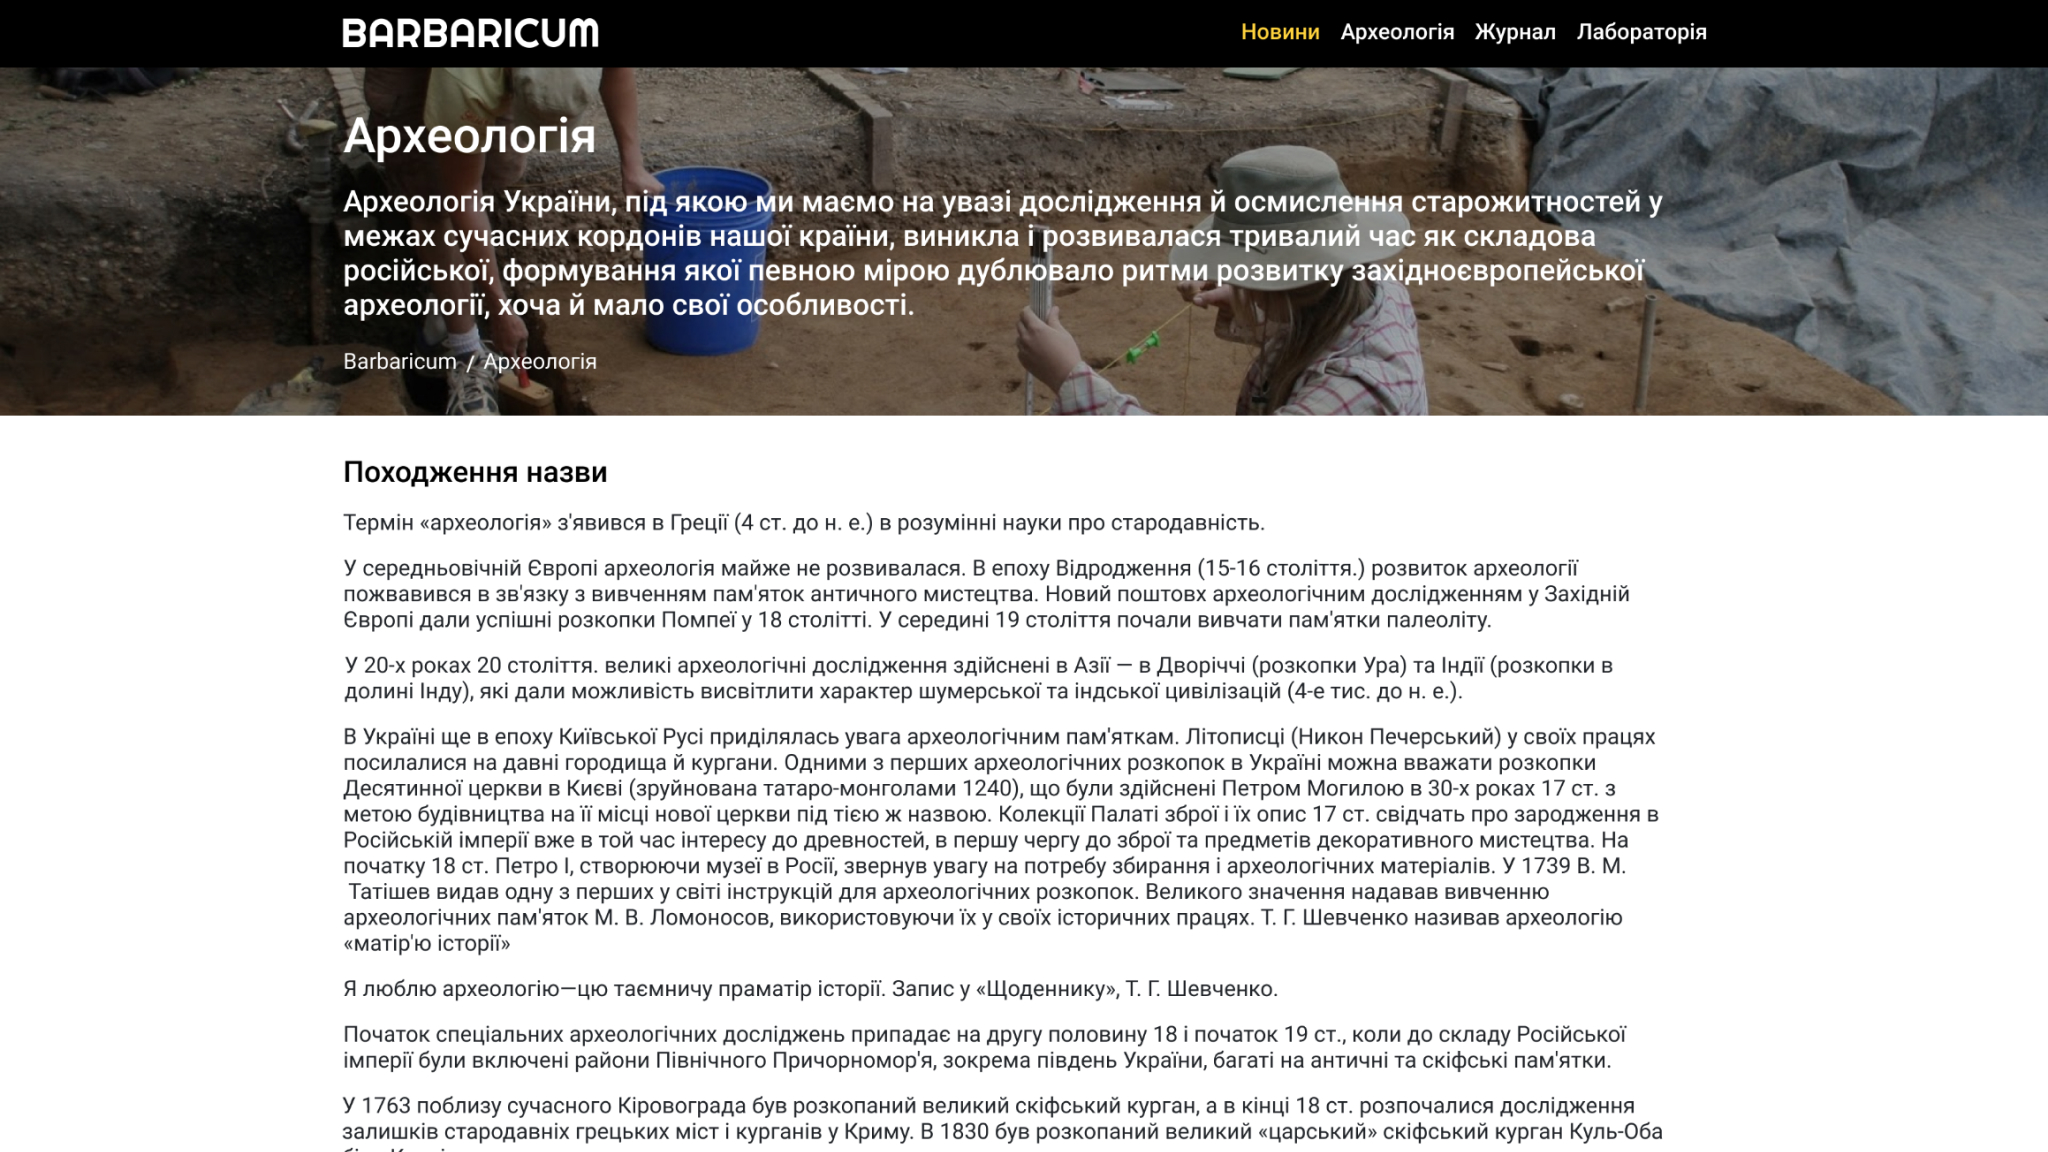 BARBARICUM
Новини Археологія Журнал Лабораторія
Археологія
Археологія України, під якою ми маємо на увазі дослідження й осмислення старожитностей у
межах сучасних кордонів нашої країни, виникла і розвивалася тривалий час як складова
російської, формування якої певною мірою дублювало ритми розвитку західноєвропейської
археології, хоча й мало свої особливості.
Barbaricum / Археологія
Походження назви
Термін «археологія» з'явився в Греції (4 ст. до н. е.) в розумінні науки про стародавність.
У середньовічній Європі археологія майже не розвивалася. В епоху Відродження (15-16 століття.) розвиток археології
пожвавився в зв'язку з вивченням пам'яток античного мистецтва. Новий поштовх археологічним дослідженням у Західній
Європі дали успішні розкопки Помпеї у 18 столітті. У середині 19 століття почали вивчати пам'ятки палеоліту.
У 20-х роках 20 століття. великі археологічні дослідження здійснені в Азії — в Дворіччі (розкопки Ура) та Індії (розкопки в
долині Інду), які дали можливість висвітлити характер шумерської та індської цивілізацій (4-е тис. до н. е.).
В Україні ще в епоху Київської Русі приділялась увага археологічним пам'яткам. Літописці (Никон Печерський) у своїх працях
посилалися на давні городища й кургани. Одними з перших археологічних розкопок в Україні можна вважати розкопки
Десятинної церкви в Києві (зруйнована татаро-монголами 1240), що були здійснені Петром Могилою в 30-х роках 17 ст. з
метою будівництва на її місці нової церкви під тією ж назвою. Колекції Палаті зброї і їх опис 17 ст. свідчать про зародження в
Російській імперії вже в той час інтересу до древностей, в першу чергу до зброї та предметів декоративного мистецтва. На
початку 18 ст. Петро І, створюючи музеї в Росії, звернув увагу на потребу збирання і археологічних матеріалів. У 1739 В. М.
Татішев видав одну з перших у світі інструкцій для археологічних розкопок. Великого значення надавав вивченню
археологічних пам'яток М. В. Ломоносов, використовуючи їх у своїх історичних працях. Т. Г. Шевченко називав археологію
«матір'ю історії»
Я люблю археологію—цю таємничу праматір історії. Запис у «Щоденнику», Т. Г. Шевченко.
Початок спеціальних археологічних досліджень припадає на другу половину 18 і початок 19 ст., коли до складу Російської
імперії були включені райони Північного Причорномор'я, зокрема південь України, багаті на античні та скіфські пам'ятки.
У 1763 поблизу сучасного Кіровограда був розкопаний великий скіфський курган, а в кінці 18 ст. розпочалися дослідження
залишків стародавніх грецьких міст і курганів у Криму. В 1830 був розкопаний великий «царський» скіфський курган Куль-Оба